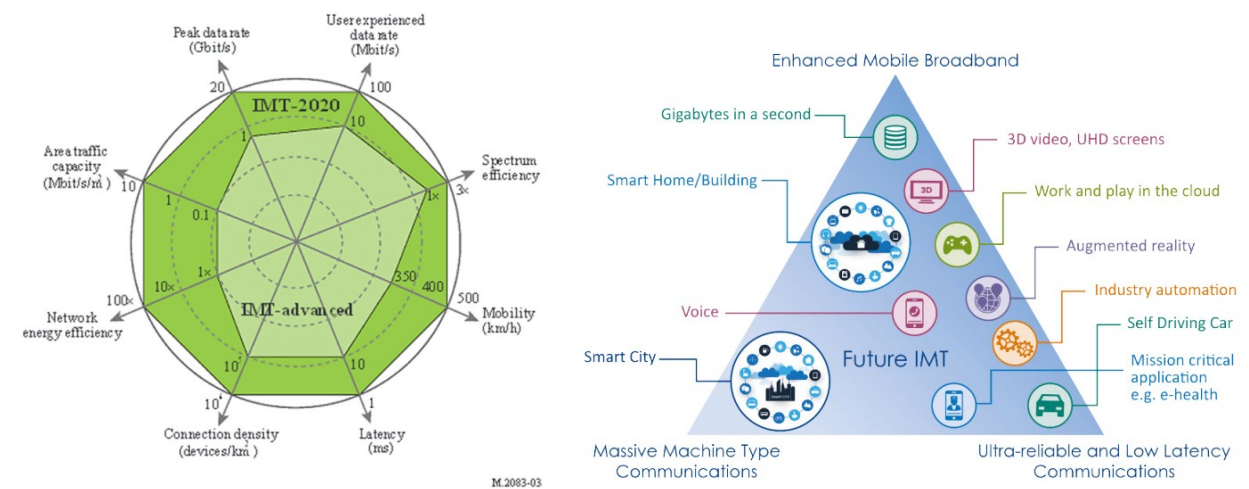 Peak data rate
(Gbit/s)
User experienced
data rate
(Mbit/s)
20
100
IMT-2020
1
10
Area traffic
capacity
(Mbit/s/m²)
10
1
0.1
Spectrum
efficiency
3×
1×
1×
10×
100×
Network
energy efficiency
350
400
500
Mobility
(km/h)
IMT-advanced
10
1
Connection density
(devices/km²)
Latency
(ms)
M.2083-03
Enhanced Mobile Broadband
Gigabytes in a second
3D video, UHD screens
3D
Smart Home/Building
Work and play in the cloud
Augmented reality
Industry automation
Voice
Self Driving Car
Smart City
Future IMT
Mission critical
application
e.g. e-health
Massive Machine Type
Communications
Ultra-reliable and Low Latency
Communications